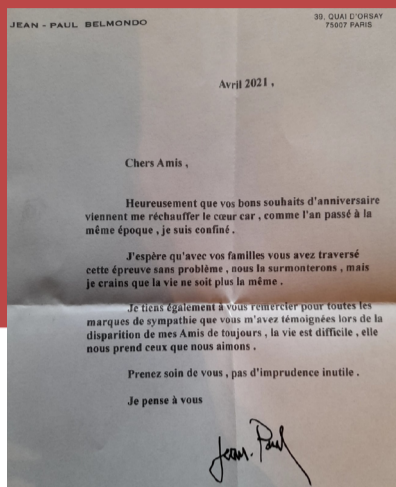 JEAN - PAUL BELMONDO
39, QUAI D'ORSAY
75007 PARIS
Avril 2021 ,
Chers Amis ,
Heureusement que vos bons souhaits d'anniversaire
viennent me réchauffer le cœur car , comme l'an passé à la
même époque , je suis confiné .
J'espère qu'avec vos familles vous avez traversé
cette épreuve sans problème , nous la surmonterons , mais
je crains que la vie ne soit plus la même .
Je tiens également à vous remercier pour toutes les
marques de sympathie que vous m'avez témoignées lors de la
disparition de mes Amis de toujours , la vie est difficile , elle
nous prend ceux que nous aimons .
Prenez soin de vous , pas d'imprudence inutile .
Je pense à vous
Jean-Paul